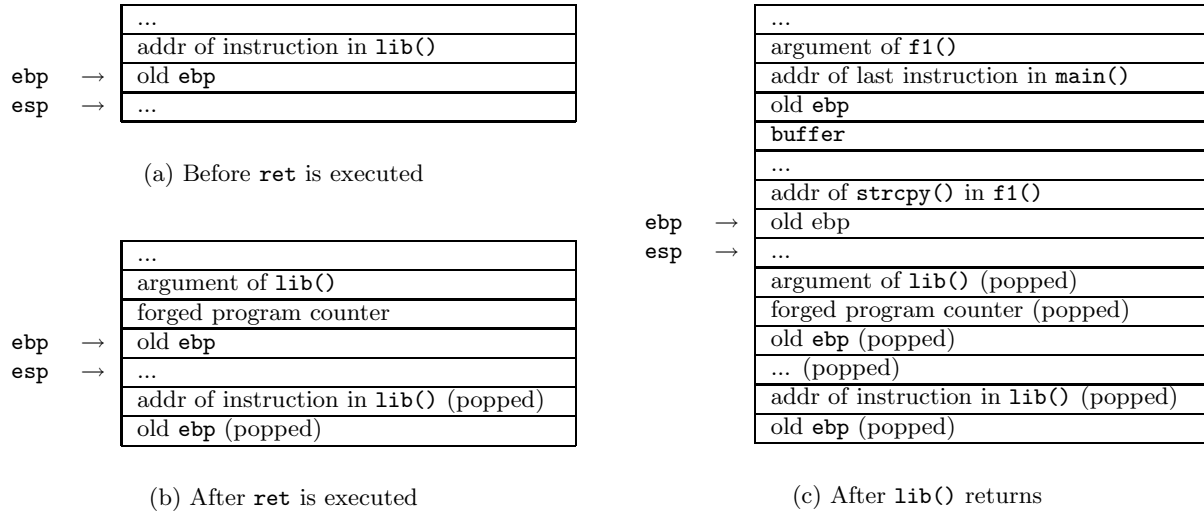 ...
addr of instruction in lib()
ebp → old ebp
esp → ...
(a) Before ret is executed
...
argument of lib()
forged program counter
ebp → old ebp
esp → ...
addr of instruction in lib() (popped)
old ebp (popped)
(b) After ret is executed
...
argument of f1()
addr of last instruction in main()
old ebp
buffer
...
addr of strcpy() in f1()
ebp → old ebp
esp → ...
argument of lib() (popped)
forged program counter (popped)
old ebp (popped)
... (popped)
addr of instruction in lib() (popped)
old ebp (popped)
(c) After lib() returns